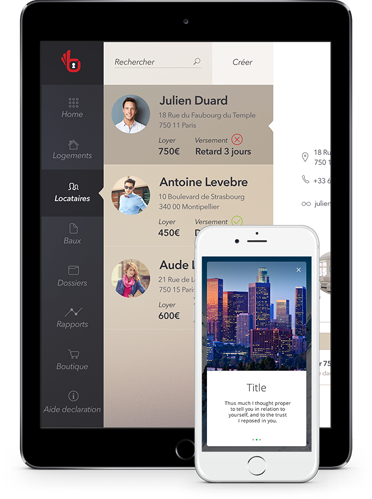 Rechercher
Créer
Home
Logements
Locataires
Baux
Dossiers
Rapports
Boutique
Aide declaration
Julien Duard
18 Rue du Faubourg du Temple
750 11 Paris
Loyer Versement
750€ Retard 3 jours
Antoine Levebre
10 Boulevard de Strasbourg
340 00 Montpellier
Loyer Versement
450€
Aude
21 Rue de
750 15 Paris
Loyer
600€
18 Ru
750 1
+33 6
julien
Title
Thus much I thought proper
to tell you in relation to
yourself, and to the trust
I reposed in you.